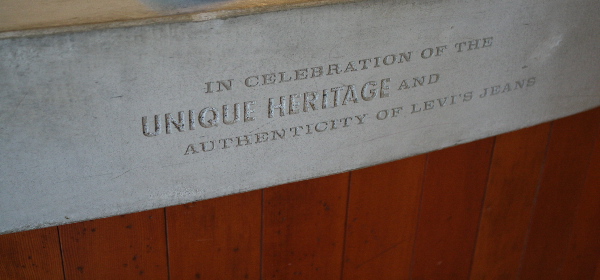 IN CELEBRATION OF THE
UNIQUE HERITAGE AND
AUTHENTICITY OF LEVI'S JEANS